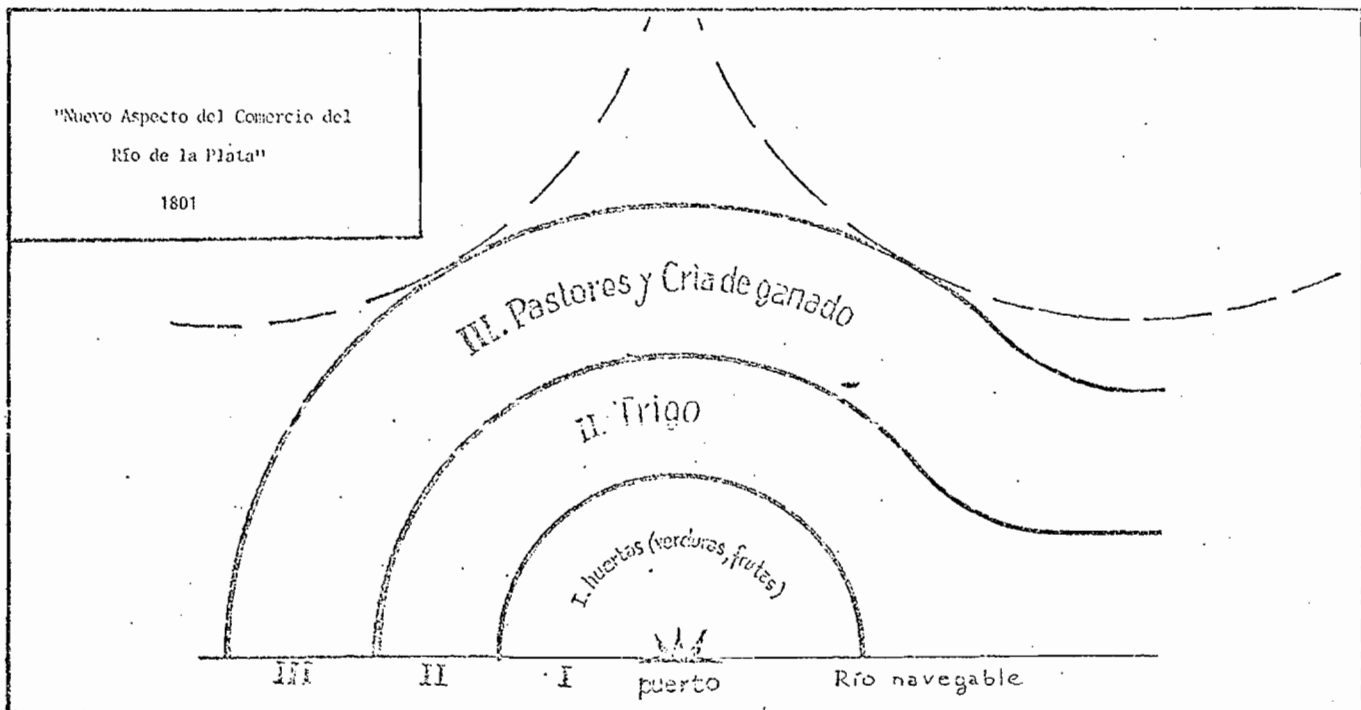 "Nuevo Aspecto del Comercio del
Río de la Plata"
1801
III. Pastores y Cria de ganado
II. Trigo
I. huertas (verduras, frutas)
III II I puerto Río navegable